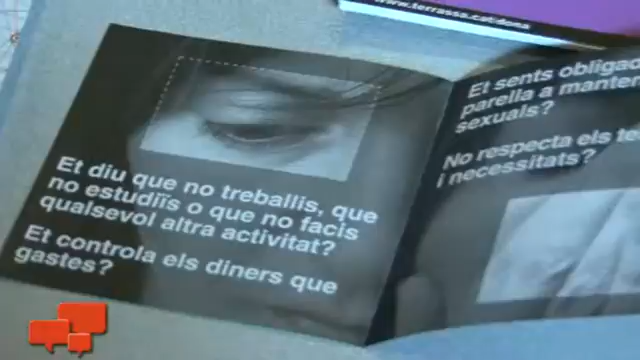 www.terrassa.cat/dona
Et diu que no treballis, que
no estudiïs o que no facis
qualsevol altra activitat?
Et controla els diners que
gastes?
Et sents obligad
parella a manten
sexuals?
No respecta els te
i necessitats?